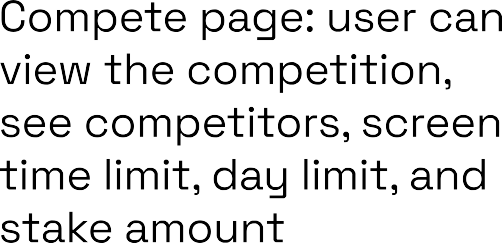 Compete page: user can
view the competition,
see competitors, screen
time limit, day limit, and
stake amount